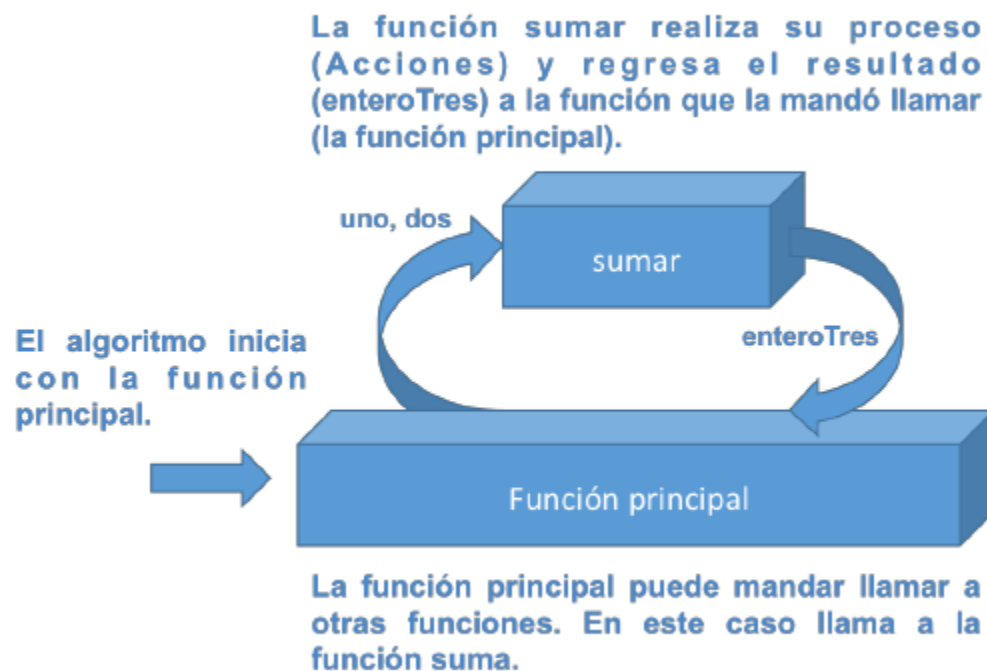 La función sumar realiza su proceso
(Acciones) y regresa el resultado
(enteroTres) a la función que la mandó llamar
(la función principal).
uno, dos
sumar
enteroTres
El algoritmo inicia
con la función
principal.
Función principal
La función principal puede mandar llamar a
otras funciones. En este caso llama a la
función suma.